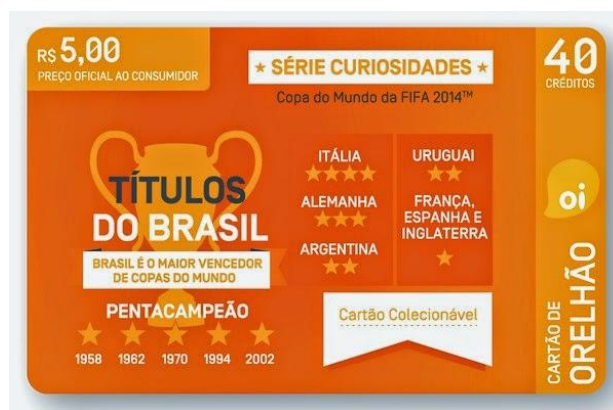 R$ 5,00
PREÇO OFICIAL AO CONSUMIDOR
★ SÉRIE CURIOSIDADES ★
Copa do Mundo da FIFA 2014™
40
CRÉDITOS
TÍTULOS
DO BRASIL
BRASIL É O MAIOR VENCEDOR
DE COPAS DO MUNDO
PENTACAMPEÃO
1958 1962 1970 1994 2002
ITÁLIA
ALEMANHA
ARGENTINA
URUGUAI
FRANÇA,
ESPANHA E
INGLATERRA
Cartão Colecionável
oi
CARTÃO DE
ORELHÃO